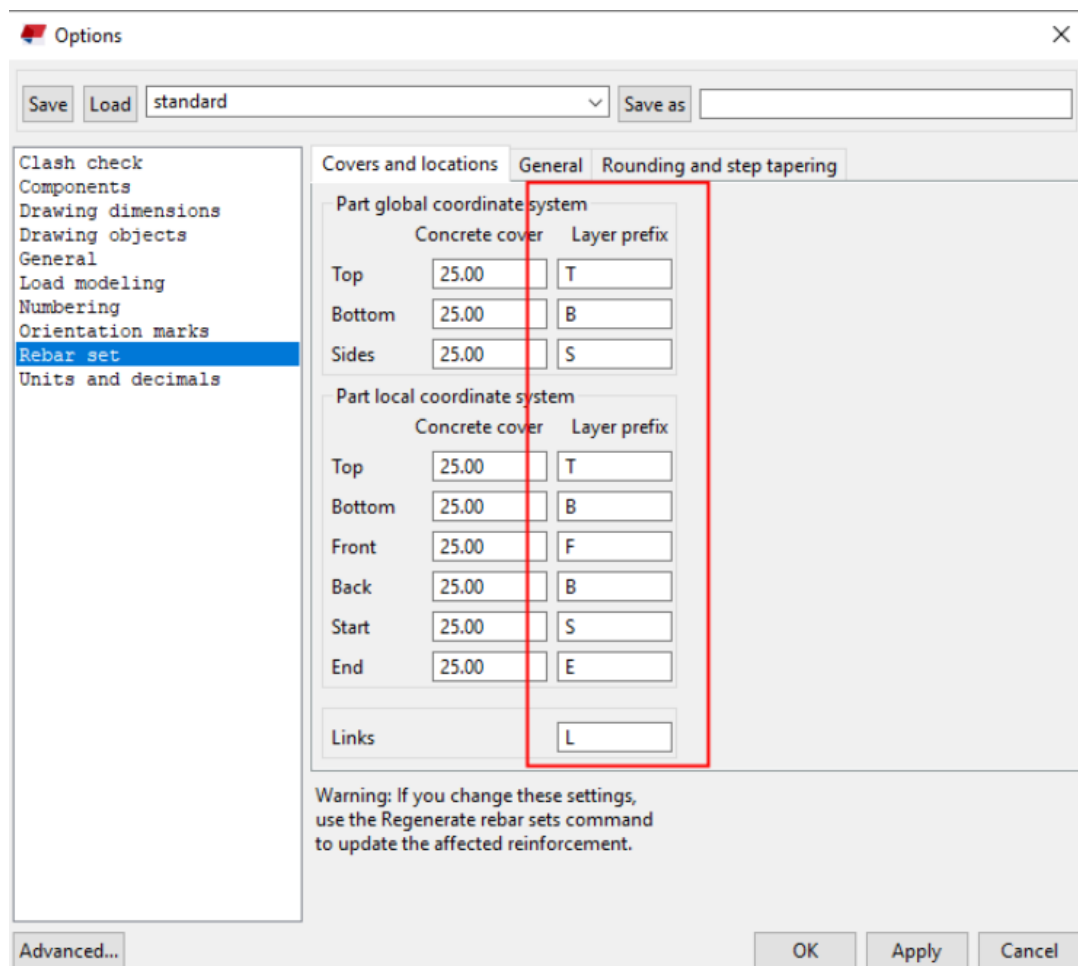 Options
Save Load standard Save as
Clash check
Components
Drawing dimensions
Drawing objects
General
Load modeling
Numbering
Orientation marks
Rebar set
Units and decimals
Covers and locations General Rounding and step tapering
Part global coordinate system
Concrete cover Layer prefix
Top 25.00 T
Bottom 25.00 B
Sides 25.00 S
Part local coordinate system
Concrete cover Layer prefix
Top 25.00 T
Bottom 25.00 B
Front 25.00 F
Back 25.00 B
Start 25.00 S
End 25.00 E
Links L
Warning: If you change these settings,
use the Regenerate rebar sets command
to update the affected reinforcement.
Advanced... OK Apply Cancel